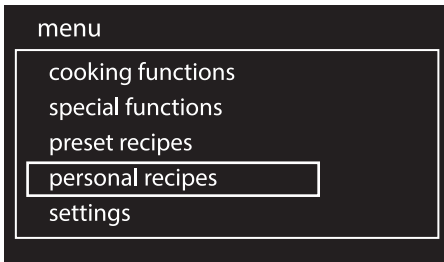 menu
cooking functions
special functions
preset recipes
personal recipes
settings